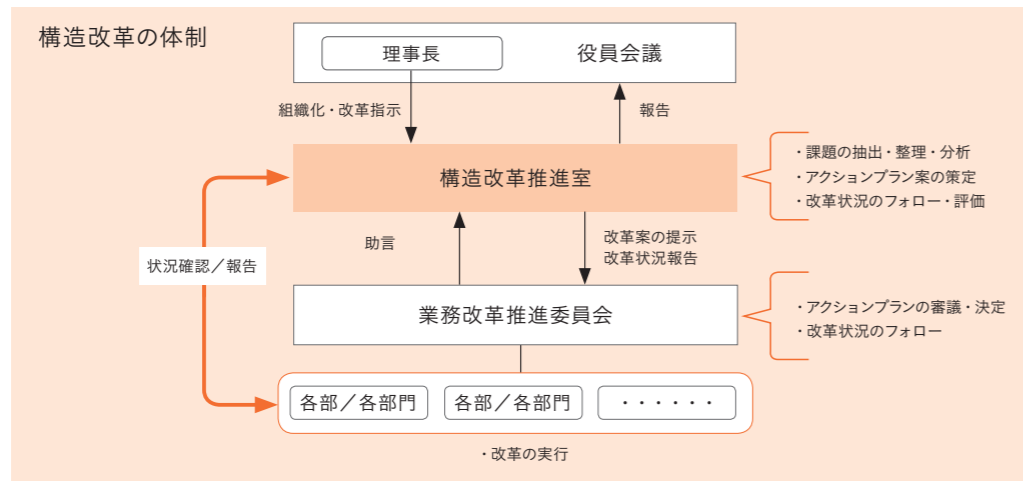 構造改革の体制
理事長
役員会議
組織化・改革指示
報告
構造改革推進室
・課題の抽出・整理・分析
・アクションプラン案の策定
・改革状況のフォロー・評価
助言
改革案の提示
改革状況報告
状況確認／報告
業務改革推進委員会
・アクションプランの審議・決定
・改革状況のフォロー
各部／各部門
各部／各部門
・・・・・・
・改革の実行